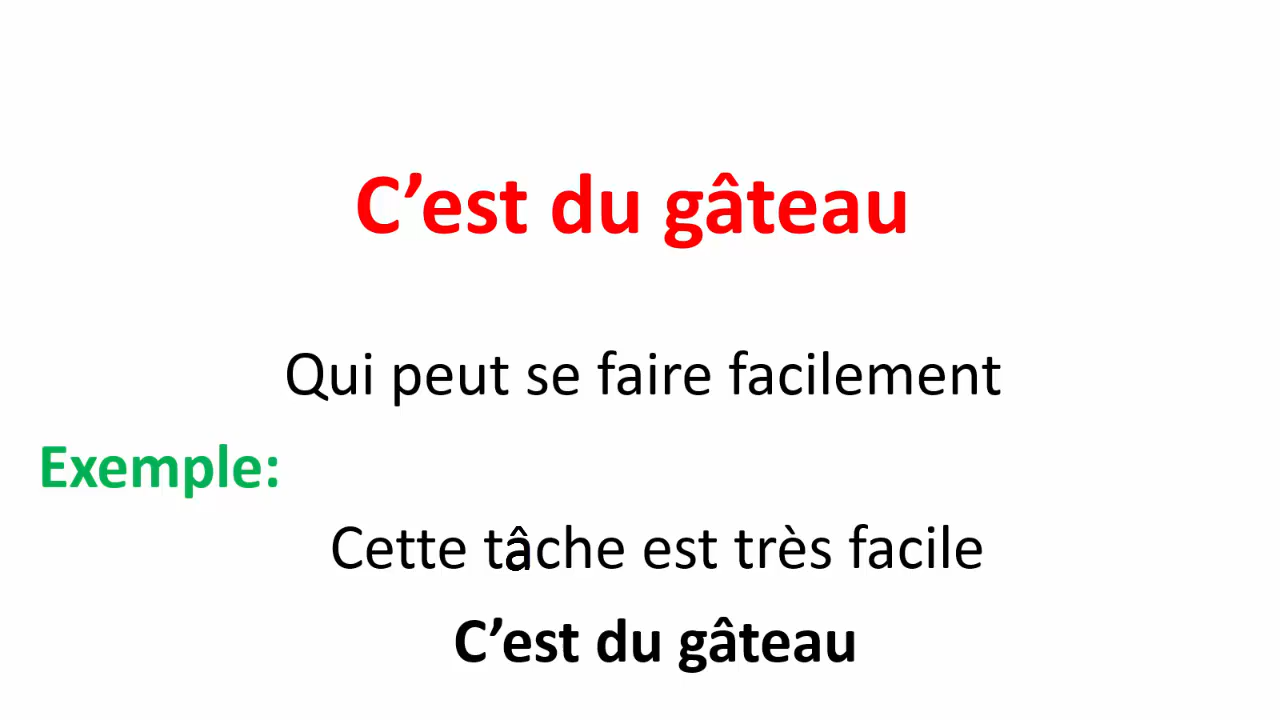 C’est du gâteau
Qui peut se faire facilement
Exemple:
Cette tâche est très facile
C’est du gâteau